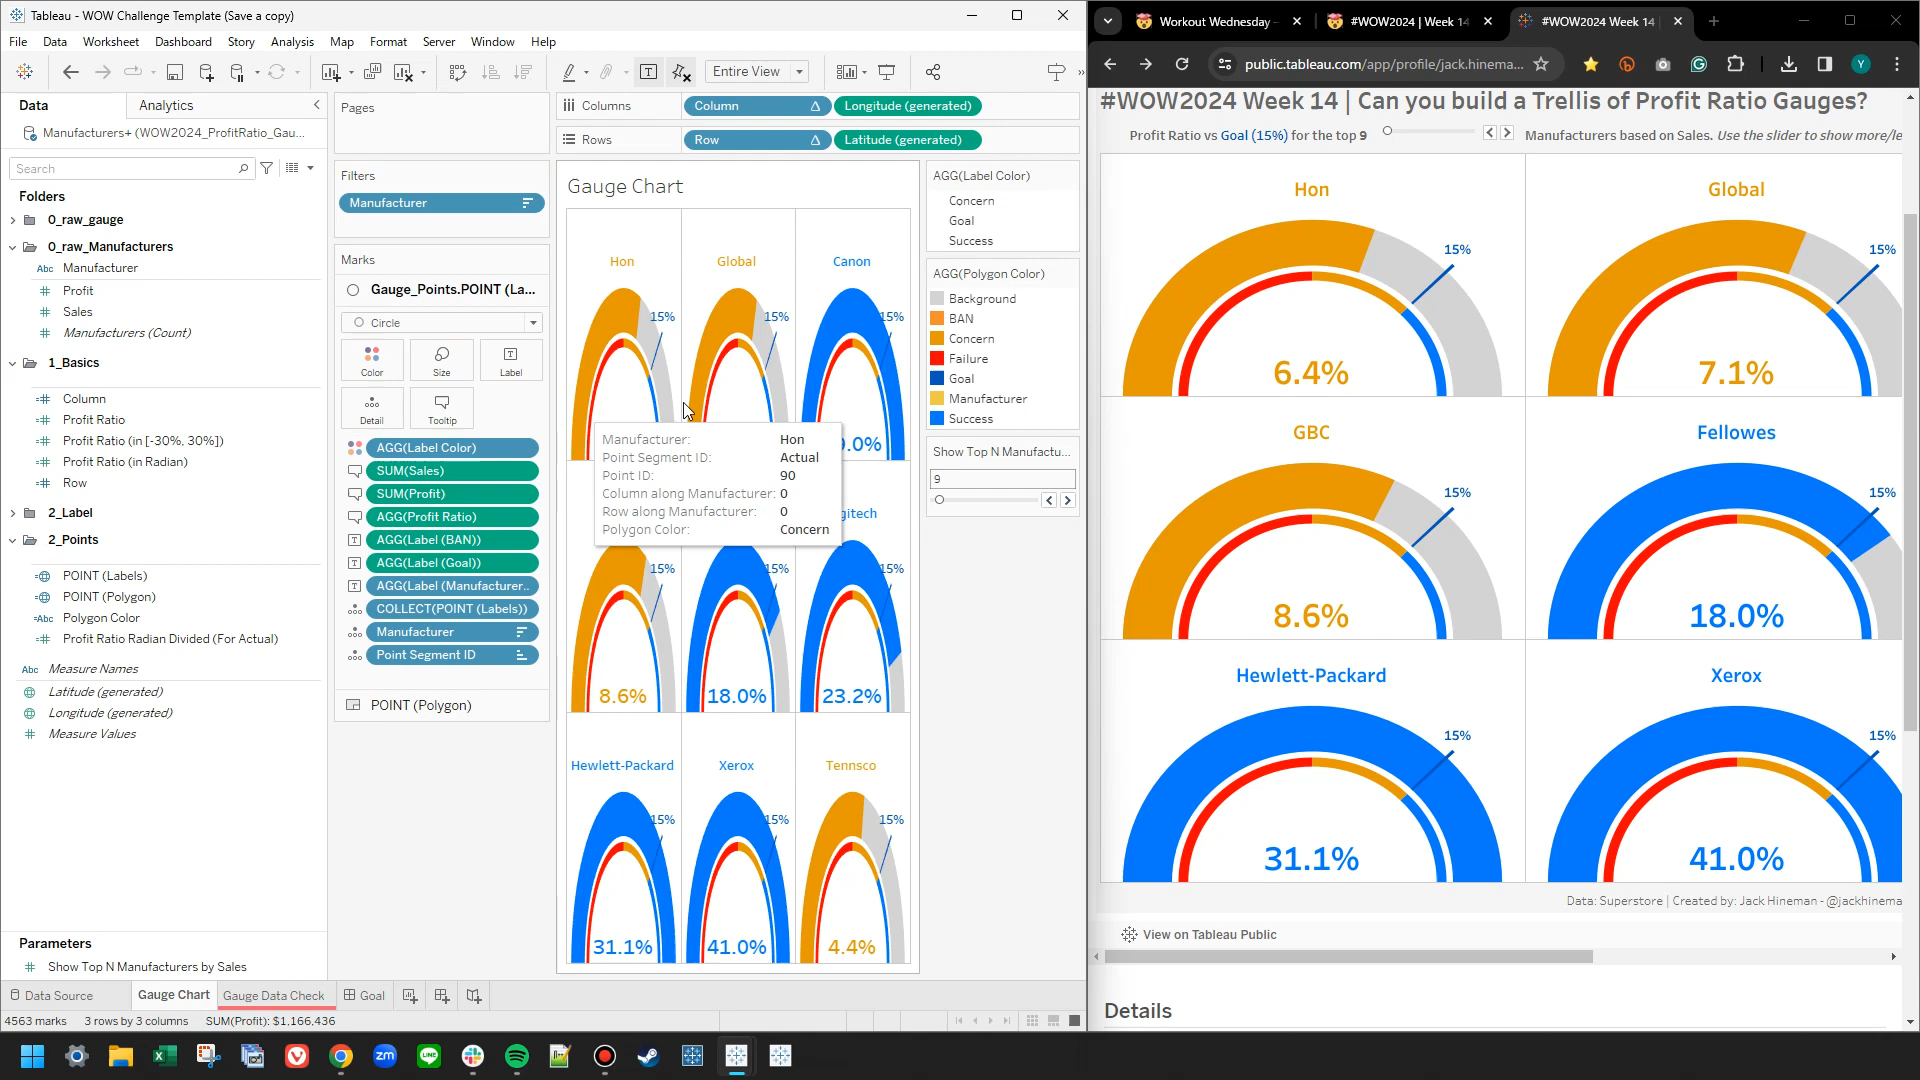 Tableau - WOW Challenge Template (Save a copy)
File Data Worksheet Dashboard Story Analysis Map Format Server Window Help
Entire View
Data
Analytics
Manufacturers+ (WOW2024_ProfitRatio_Gau...
Search
Folders
0_raw_gauge
0_raw_Manufacturers
Abc Manufacturer
Profit
Sales
Manufacturers (Count)
1_Basics
Column
Profit Ratio
Profit Ratio (in [-30%, 30%])
Profit Ratio (in Radian)
Row
2_Label
2_Points
POINT (Labels)
POINT (Polygon)
Abc Polygon Color
Profit Ratio Radian Divided (For Actual)
Abc Measure Names
Latitude (generated)
Longitude (generated)
Measure Values
Parameters
Show Top N Manufacturers by Sales
Pages
Filters
Manufacturer
Marks
Gauge_Points.POINT (La...
Circle
Color
Size
Label
Detail
Tooltip
AGG(Label Color)
SUM(Sales)
SUM(Profit)
AGG(Profit Ratio)
AGG(Label (BAN))
AGG(Label (Goal))
AGG(Label (Manufacturer..
COLLECT(POINT (Labels))
Manufacturer
Point Segment ID
POINT (Polygon)
Columns
Column
Longitude (generated)
Rows
Row
Latitude (generated)
Gauge Chart
Hon
Global
Canon
15%
15%
15%
9.0%
Manufacturer: Hon
Point Segment ID: Actual
Point ID: 90
Column along Manufacturer: 0
Row along Manufacturer: 0
Polygon Color: Concern
gitech
15%
15%
15%
8.6%
18.0%
23.2%
Hewlett-Packard
Xerox
Tennsco
15%
15%
15%
31.1%
41.0%
4.4%
AGG(Label Color)
Concern
Goal
Success
AGG(Polygon Color)
Background
BAN
Concern
Failure
Goal
Manufacturer
Success
Show Top N Manufactu...
9
Data Source
Gauge Chart
Gauge Data Check
Goal
4563 marks
3 rows by 3 columns
SUM(Profit): $1,166,436
Workout Wednesday -
#WOW2024 | Week 14
#WOW2024 Week 14 |
public.tableau.com/app/profile/jack.hinema...
Y
#WOW2024 Week 14 | Can you build a Trellis of Profit Ratio Gauges?
Profit Ratio vs Goal (15%) for the top 9
Manufacturers based on Sales. Use the slider to show more/le
Hon
Global
15%
15%
6.4%
7.1%
GBC
Fellowes
15%
15%
8.6%
18.0%
Hewlett-Packard
Xerox
15%
15%
31.1%
41.0%
Data: Superstore | Created by: Jack Hineman - @jackhinema
View on Tableau Public
Details
zm
LINE